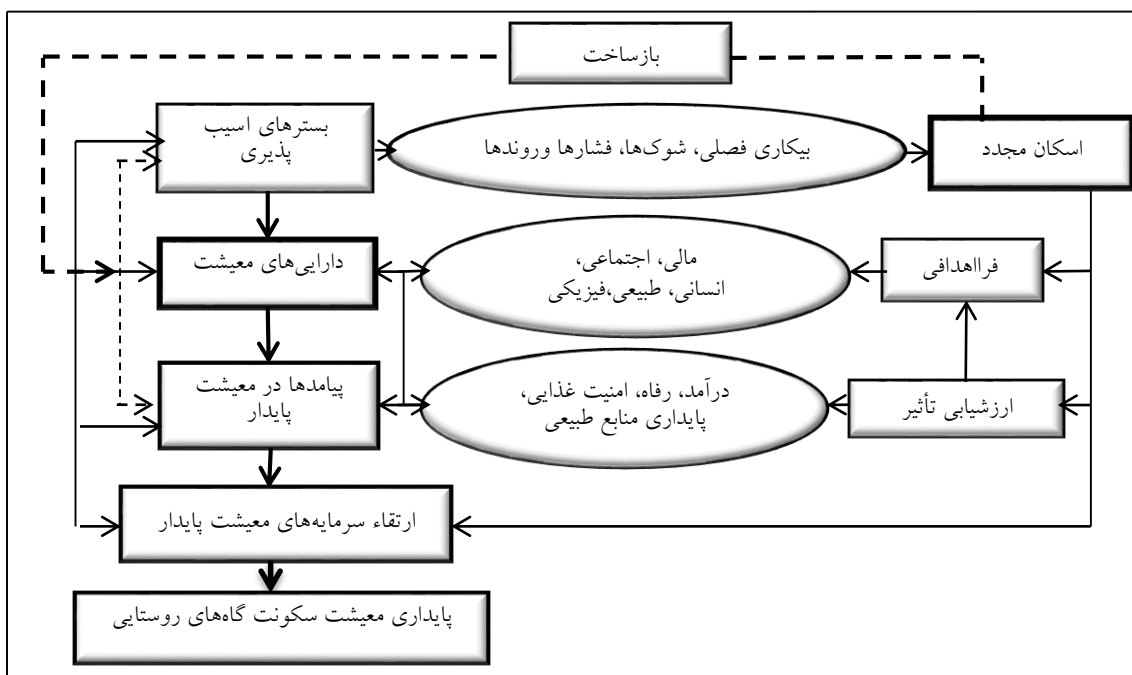 بازساخت
بسترهای اسیب
پذیری
بیکاری فصلی، شوک‌ها، فشارها وروندها
اسکان مجدد
دارایی‌های معیشت
مالی، اجتماعی،
انسانی، طبیعی،فیزیکی
فرااهدافی
پیامدها در معیشت
پایدار
درآمد، رفاه، امنیت غذایی،
پایداری منابع طبیعی
ارزشیابی تأثیر
ارتقاء سرمایه‌های معیشت پایدار
پایداری معیشت سکونت گاه‌های روستایی